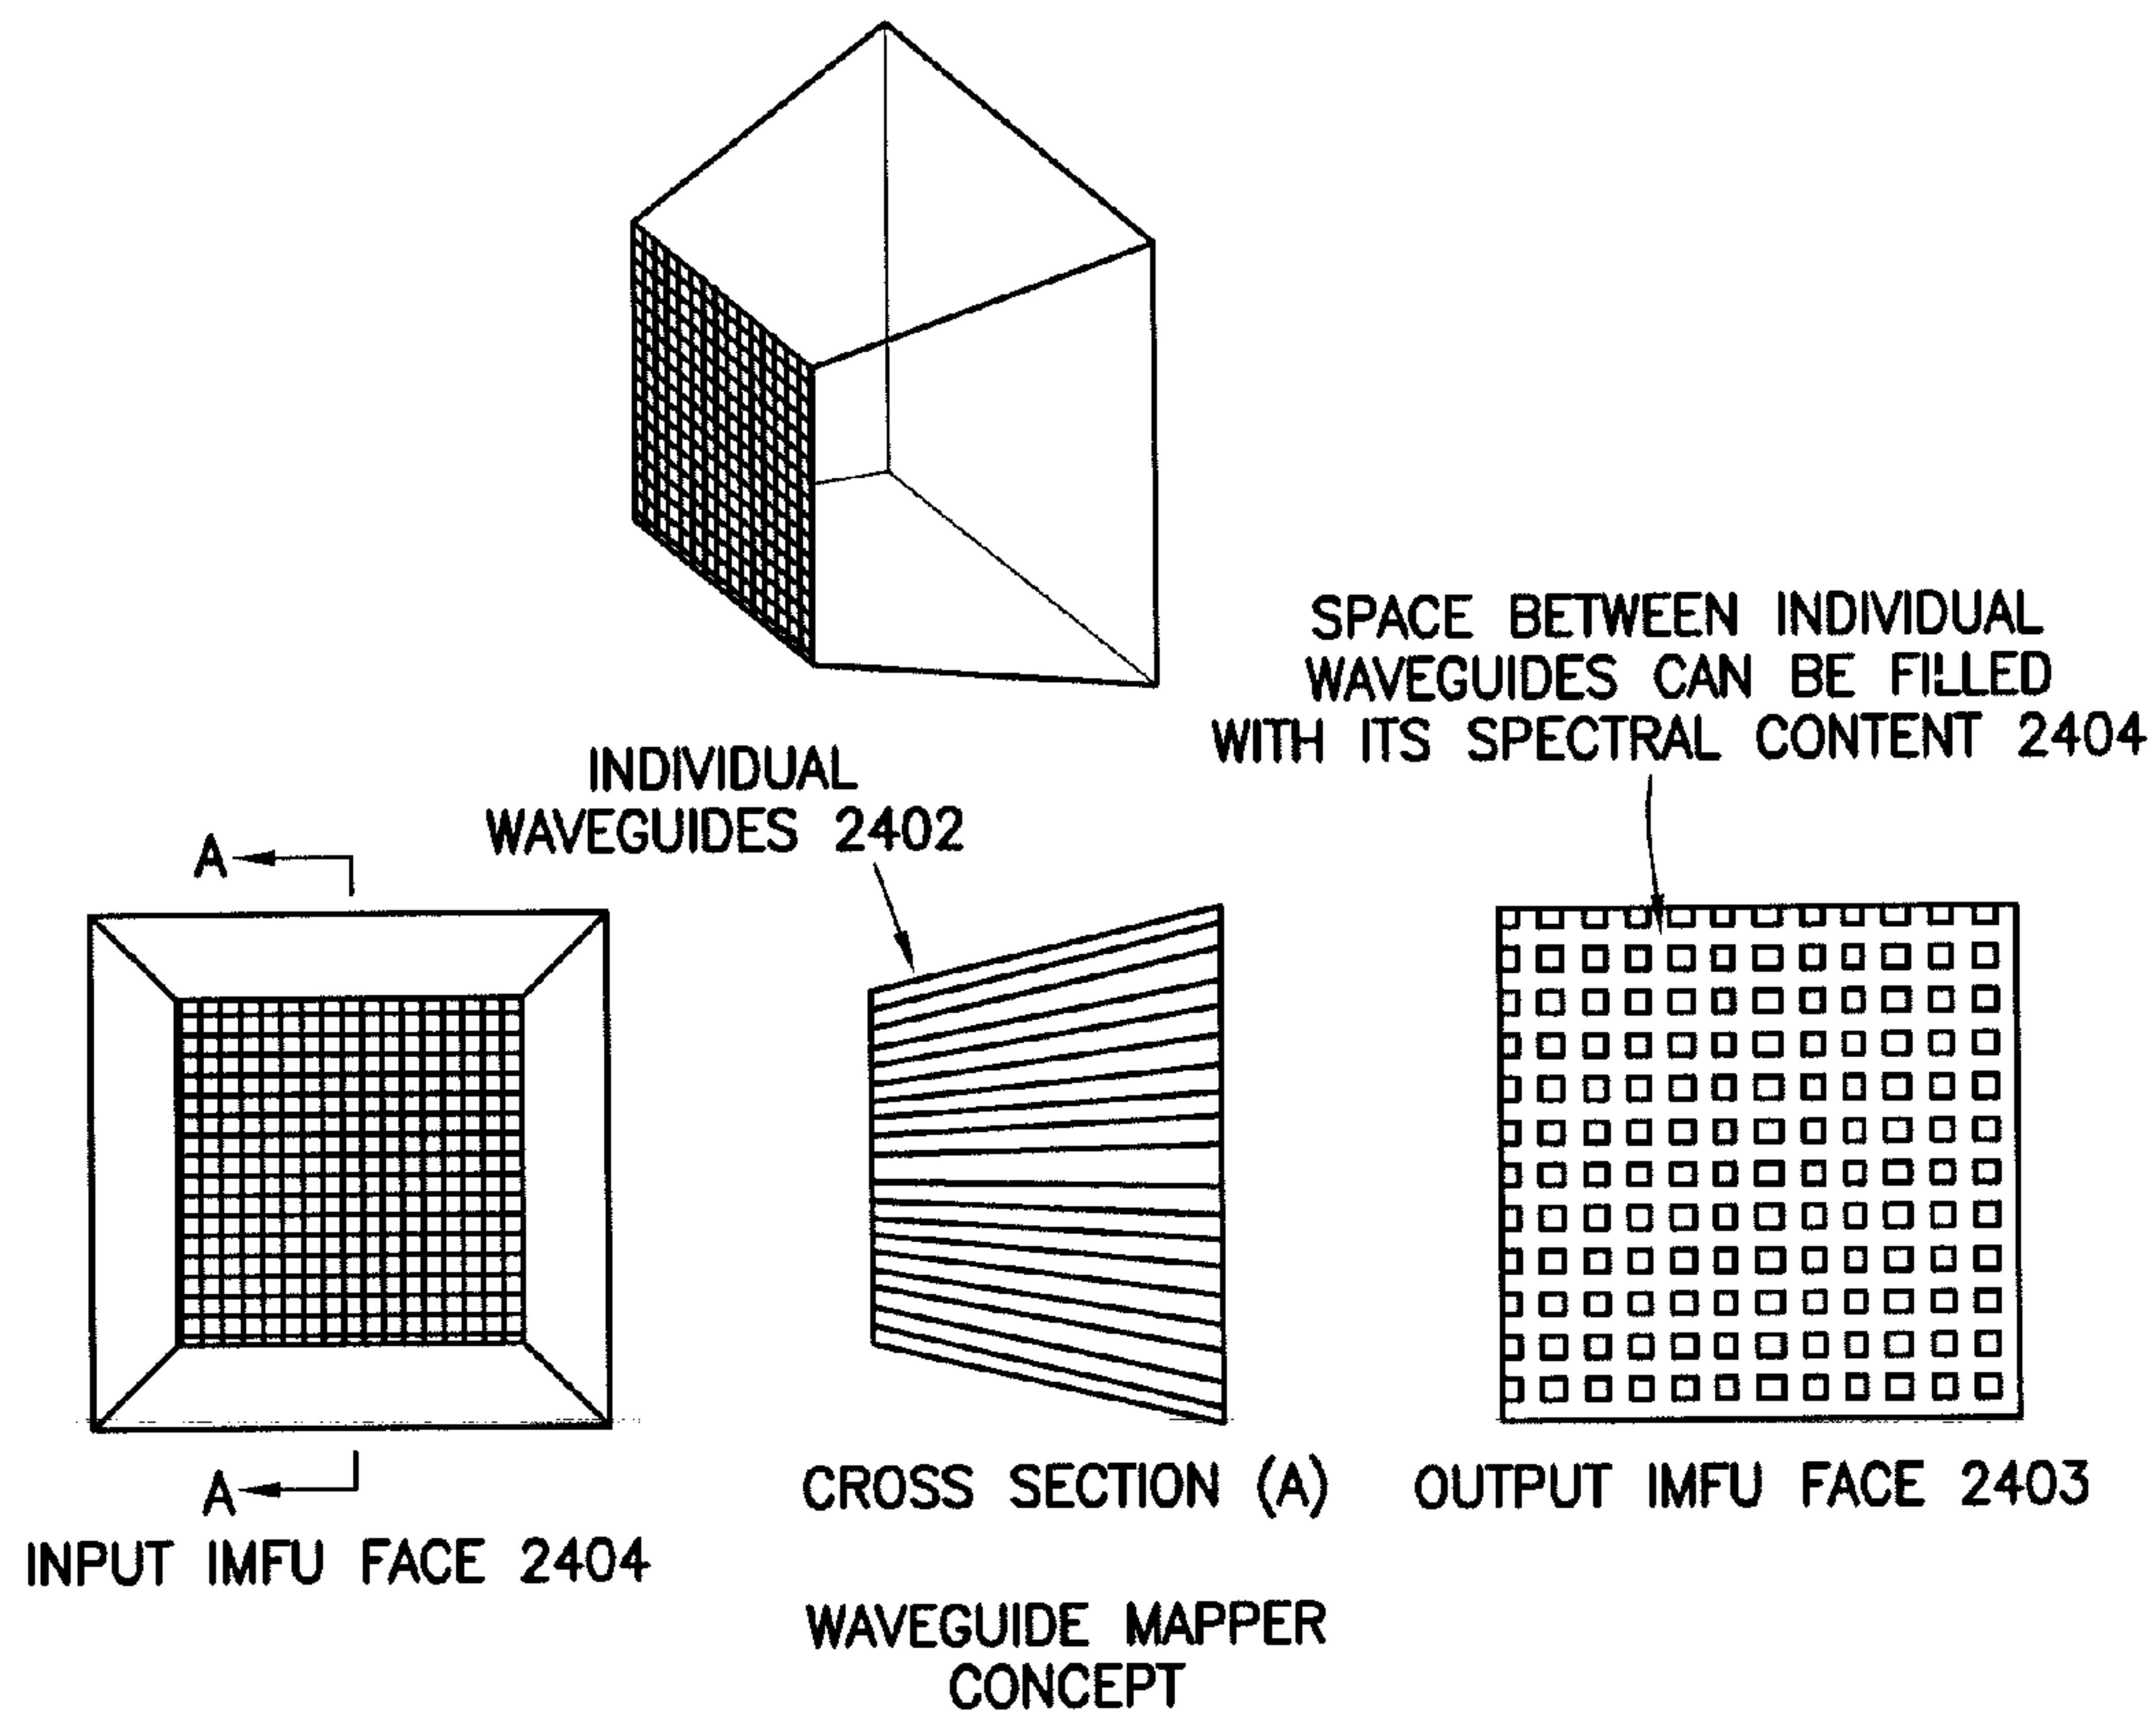 SPACE BETWEEN INDIVIDUAL
WAVEGUIDES CAN BE FILLED
WITH ITS SPECTRAL CONTENT 2404
INDIVIDUAL
WAVEGUIDES 2402
A
A
INPUT IMFU FACE 2404
CROSS SECTION (A)
OUTPUT IMFU FACE 2403
WAVEGUIDE MAPPER
CONCEPT